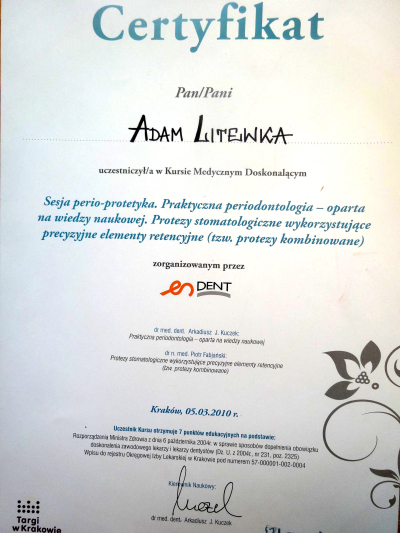 Certyfikat
Pan/Pani
ADAM LITEWKA
uczestniczył/a w Kursie Medycznym Doskonalącym
Sesja perio-protetyka. Praktyczna periodontologia – oparta
na wiedzy naukowej. Protezy stomatologiczne wykorzystujące
precyzyjne elementy retencyjne (tzw. protezy kombinowane)
zorganizowanym przez
en DENT
dr med. dent. Arkadiusz J. Kuczek:
Praktyczna periodontologia – oparta na wiedzy naukowej
dr n. med. Piotr Fabjański:
Protezy stomatologiczne wykorzystujące precyzyjne elementy retencyjne
(tzw. protezy kombinowane)
Kraków, 05.03.2010 r.
Uczestnik Kursu otrzymuje 7 punktów edukacyjnych na podstawie:
Rozporządzenia Ministra Zdrowia z dnia 6 października 2004r. w sprawie sposobów dopełnienia obowiązku
doskonalenia zawodowego lekarzy i lekarzy dentystów (Dz. U. z 2004r., nr 231, poz. 2325)
Wpisu do rejestru Okręgowej Izby Lekarskiej w Krakowie pod numerem 57-000001-002-0004
Kierownik Naukowy:
dr med. dent. Arkadiusz J. Kuczek
Targi
w Krakowie